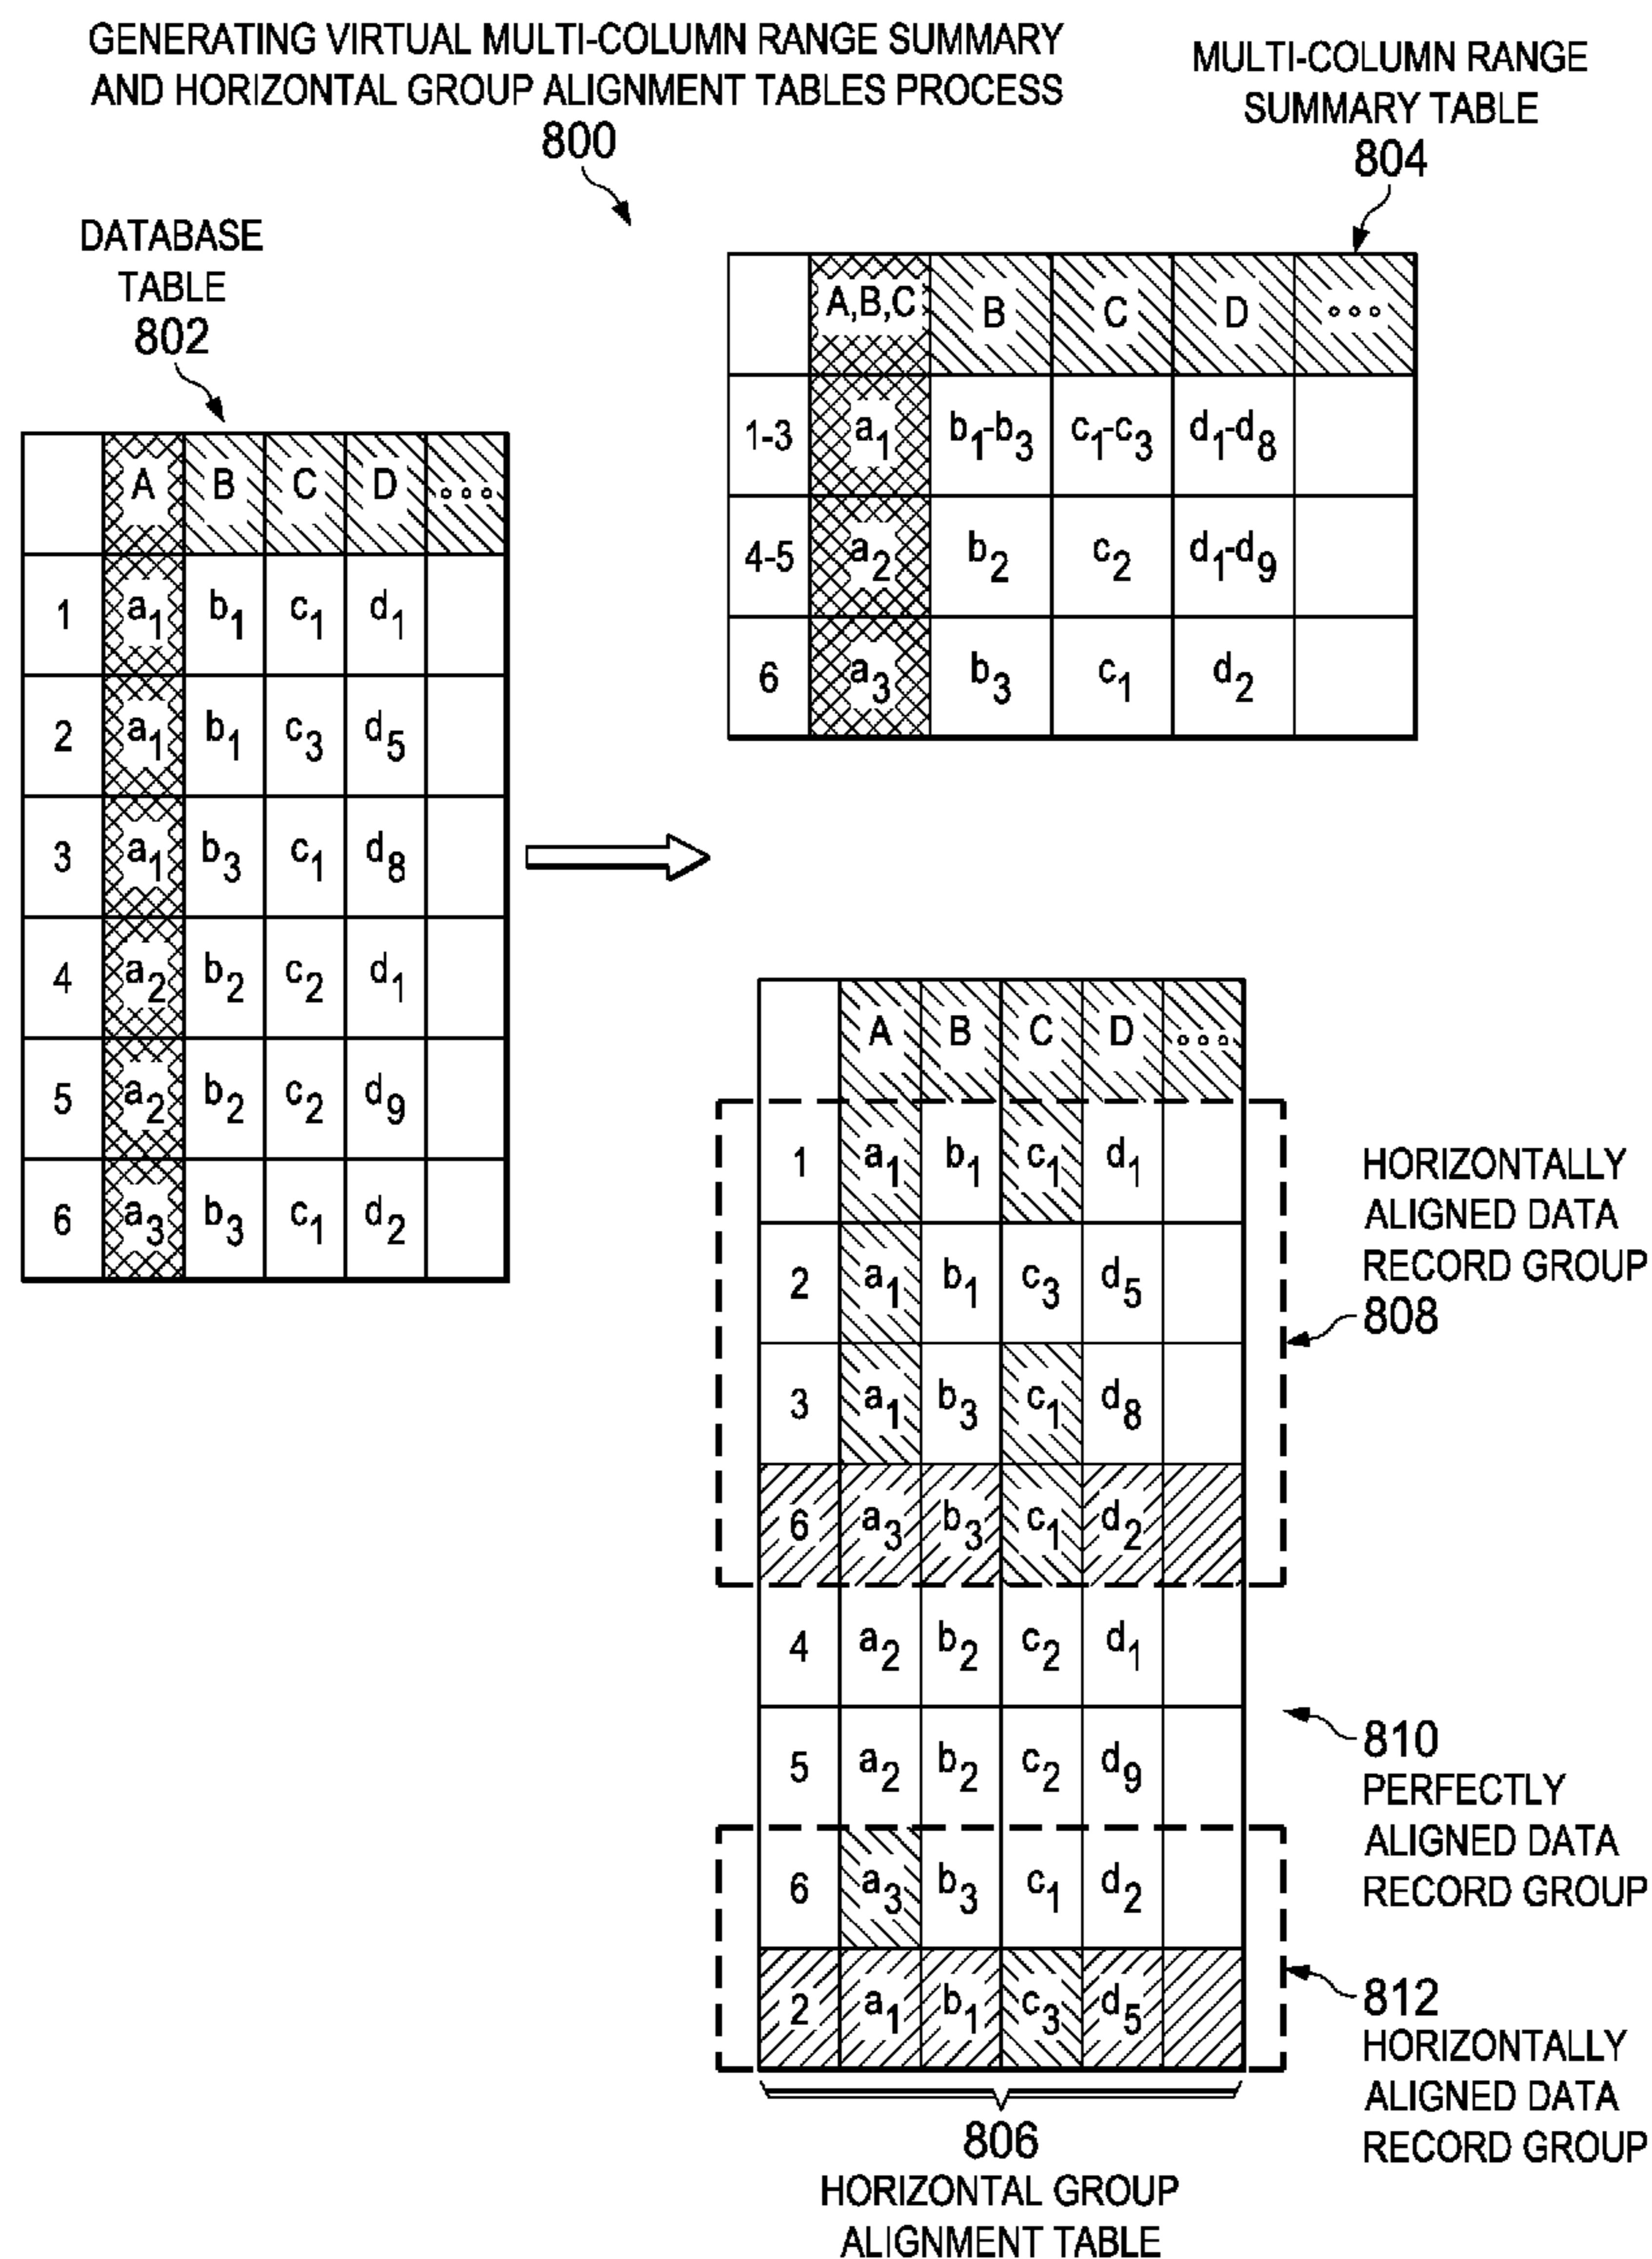 GENERATING VIRTUAL MULTI-COLUMN RANGE SUMMARY
AND HORIZONTAL GROUP ALIGNMENT TABLES PROCESS
800
MULTI-COLUMN RANGE
SUMMARY TABLE
804
DATABASE
TABLE
802
A B C D ∘∘∘
1 a1 b1 c1 d1
2 a1 b1 c3 d5
3 a1 b3 c1 d8
4 a2 b2 c2 d1
5 a2 b2 c2 d9
6 a3 b3 c1 d2
A,B,C B C D ∘∘∘
1-3 a1 b1-b3 c1-c3 d1-d8
4-5 a2 b2 c2 d1-d9
6 a3 b3 c1 d2
A B C D ∘∘∘
1 a1 b1 c1 d1
2 a1 b1 c3 d5
3 a1 b3 c1 d8
6 a3 b3 c1 d2
4 a2 b2 c2 d1
5 a2 b2 c2 d9
6 a3 b3 c1 d2
2 a1 b1 c3 d5
HORIZONTALLY
ALIGNED DATA
RECORD GROUP
808
810
PERFECTLY
ALIGNED DATA
RECORD GROUP
812
HORIZONTALLY
ALIGNED DATA
RECORD GROUP
806
HORIZONTAL GROUP
ALIGNMENT TABLE